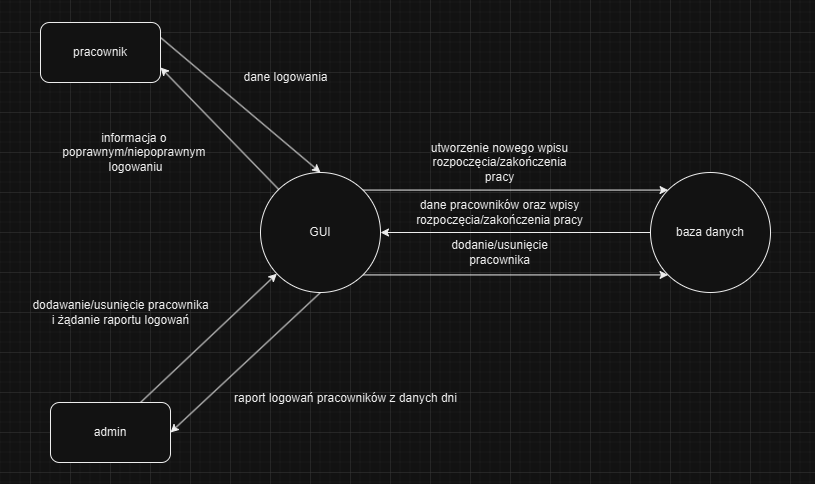 pracownik
dane logowania
informacja o
poprawnym/niepoprawnym
logowaniu
utworzenie nowego wpisu
rozpoczęcia/zakończenia
pracy
dane pracowników oraz wpisy
rozpoczęcia/zakończenia pracy
GUI
baza danych
dodanie/usunięcie
pracownika
dodawanie/usunięcie pracownika
i żądanie raportu logowań
raport logowań pracowników z danych dni
admin